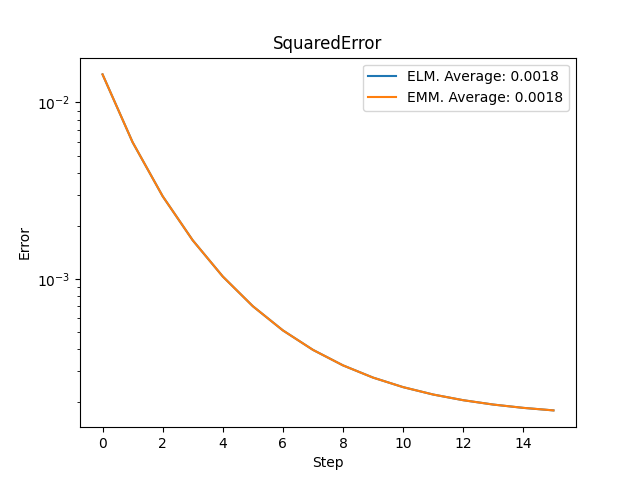 SquaredError
ELM. Average: 0.0018
EMM. Average: 0.0018
10^{-2}
10^{-3}
Error
0 2 4 6 8 10 12 14
Step